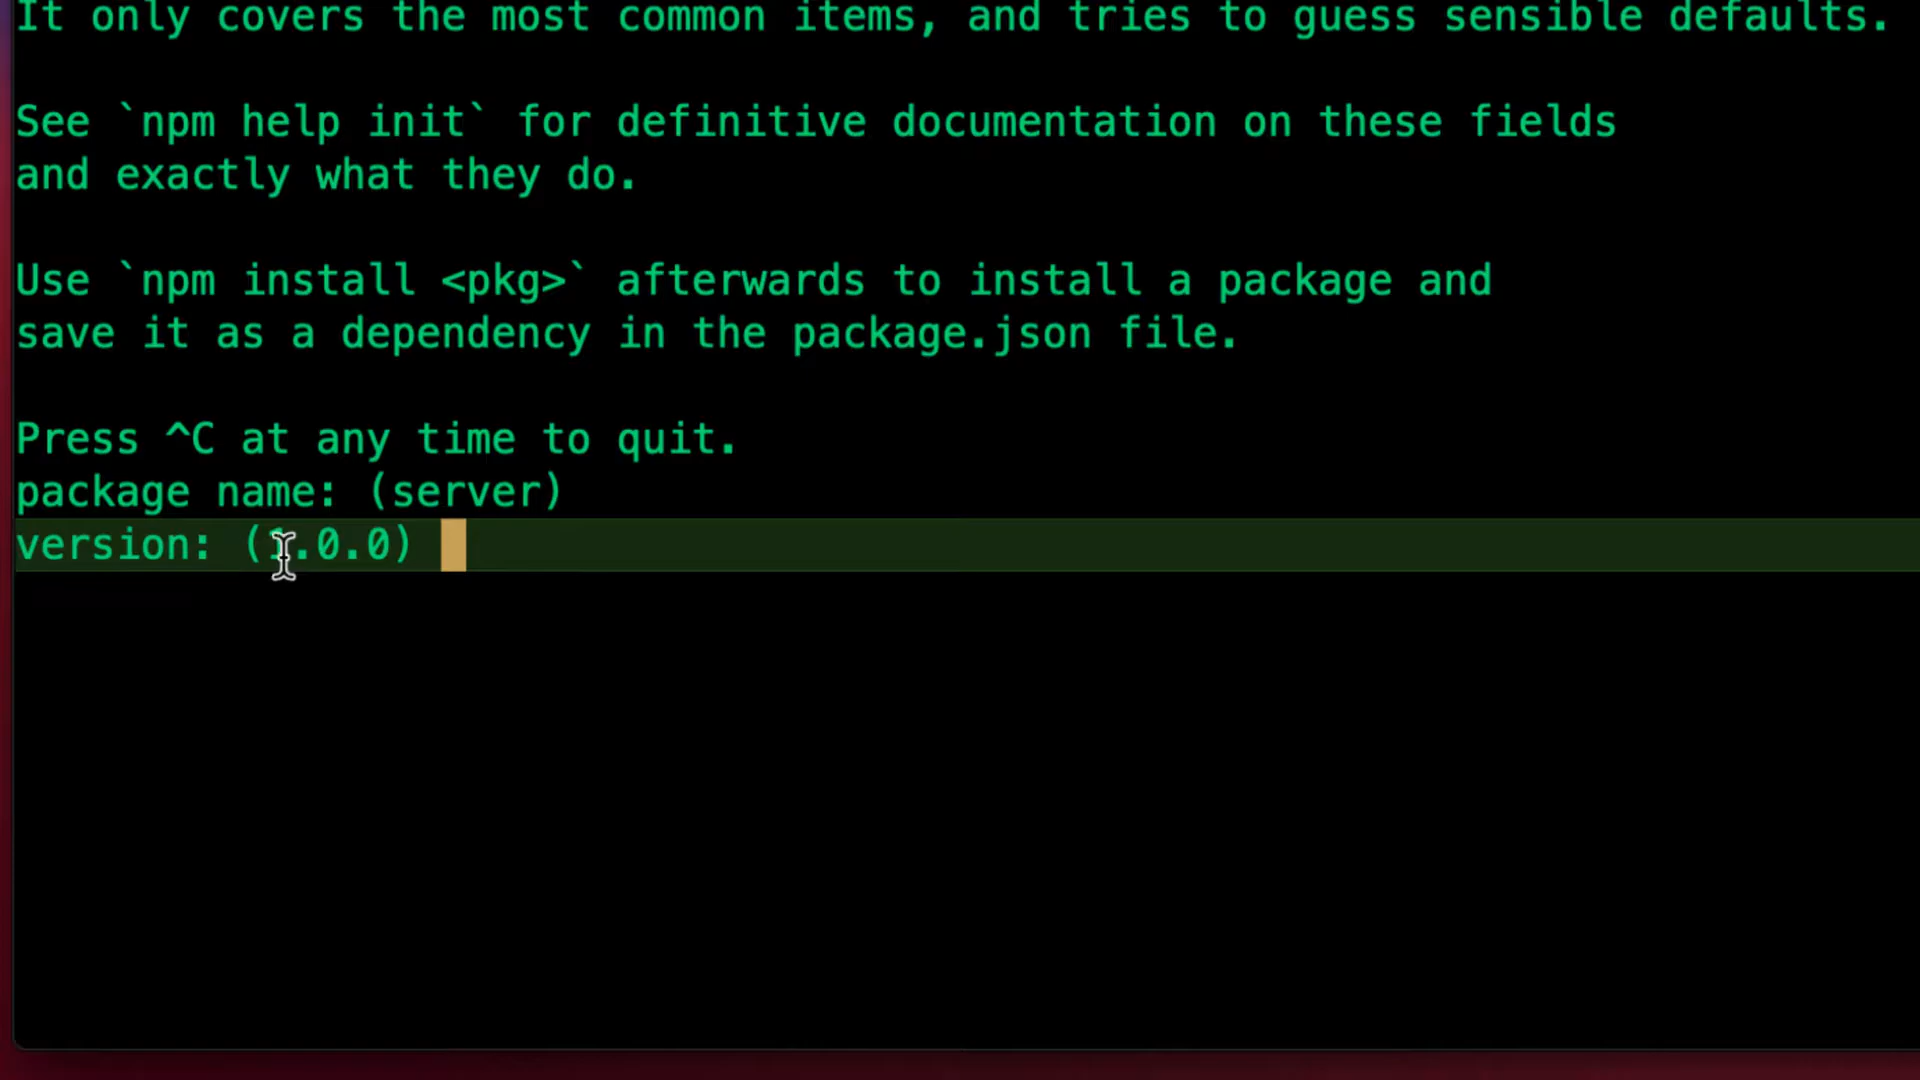 It only covers the most common items, and tries to guess sensible defaults.
See `npm help init` for definitive documentation on these fields
and exactly what they do.
Use `npm install <pkg>` afterwards to install a package and
save it as a dependency in the package.json file.
Press ^C at any time to quit.
package name: (server)
version: (1.0.0)